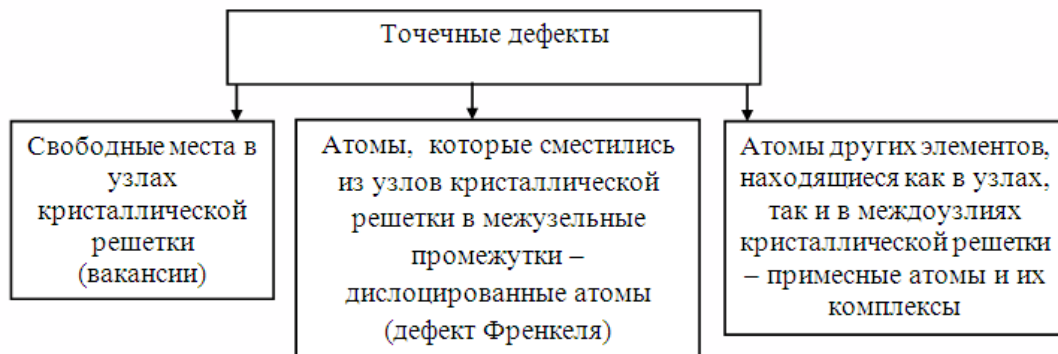 Точечные дефекты
Свободные места в
узлах
кристаллической
решетки
(вакансии)
Атомы, которые сместились
из узлов кристаллической
решетки в межузельные
промежутки –
дислоцированные атомы
(дефект Френкеля)
Атомы других элементов,
находящиеся как в узлах,
так и в междоузлиях
кристаллической решетки
– примесные атомы и их
комплексы